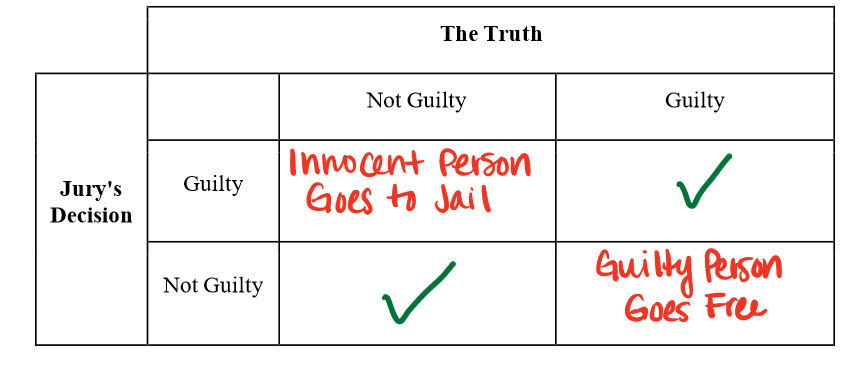 The Truth
Not Guilty
Guilty
Jury's
Decision
Guilty
Innocent Person
Goes to Jail
Not Guilty
Guilty Person
Goes Free